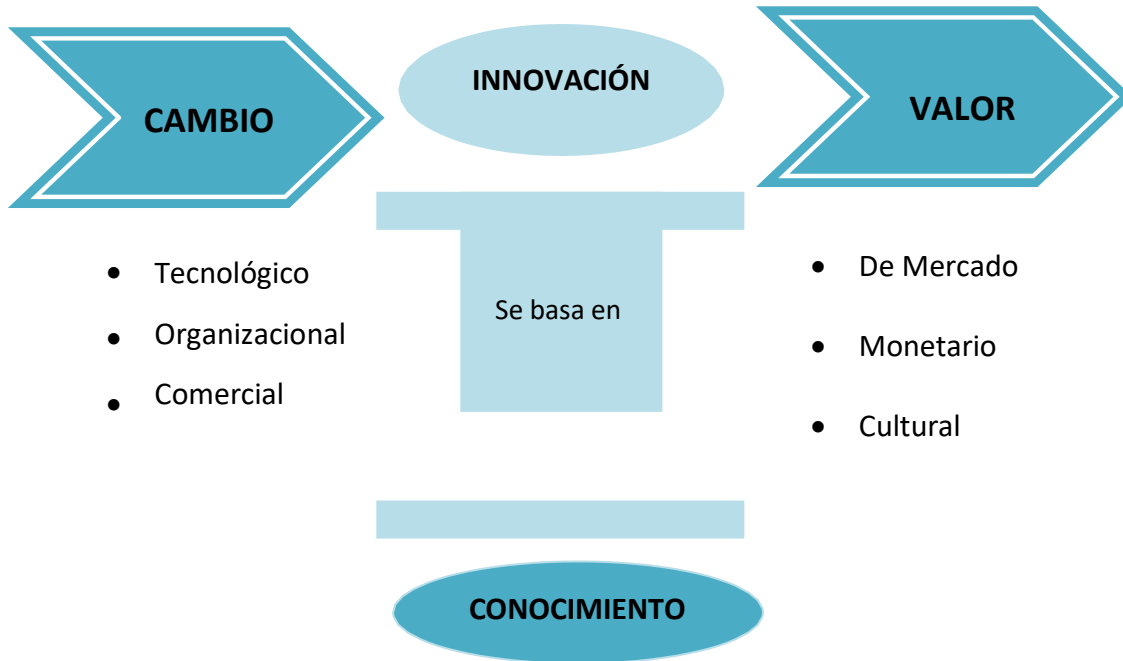 CAMBIO
INNOVACIÓN
VALOR
• Tecnológico
• Organizacional
• Comercial
Se basa en
• De Mercado
• Monetario
• Cultural
CONOCIMIENTO